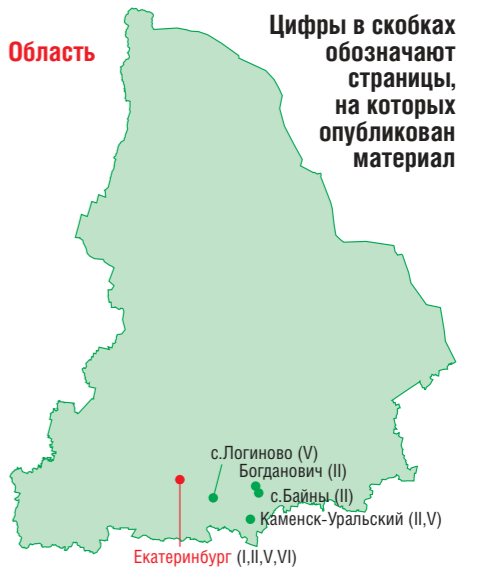 Область
Цифры в скобках
обозначают
страницы,
на которых
опубликован
материал
с.Логиново (V)
Богданович (II)
с.Байны (II)
Каменск-Уральский (II,V)
Екатеринбург (I,II,V,VI)